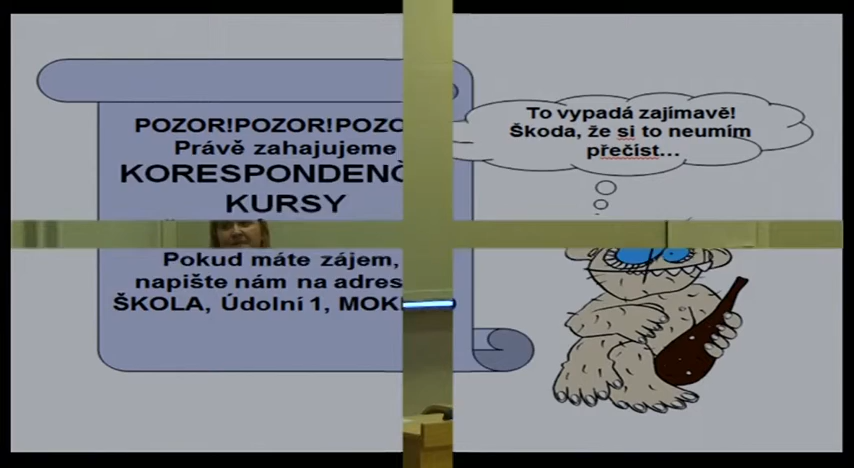 POZOR!POZOR!POZO
Právě zahajujeme
KORESPONDENČ
KURSY
Pokud máte zájem,
napište nám na adres
ŠKOLA, Údolní 1, MOK
To vypadá zajímavě!
Škoda, že si to neumím
přečíst...